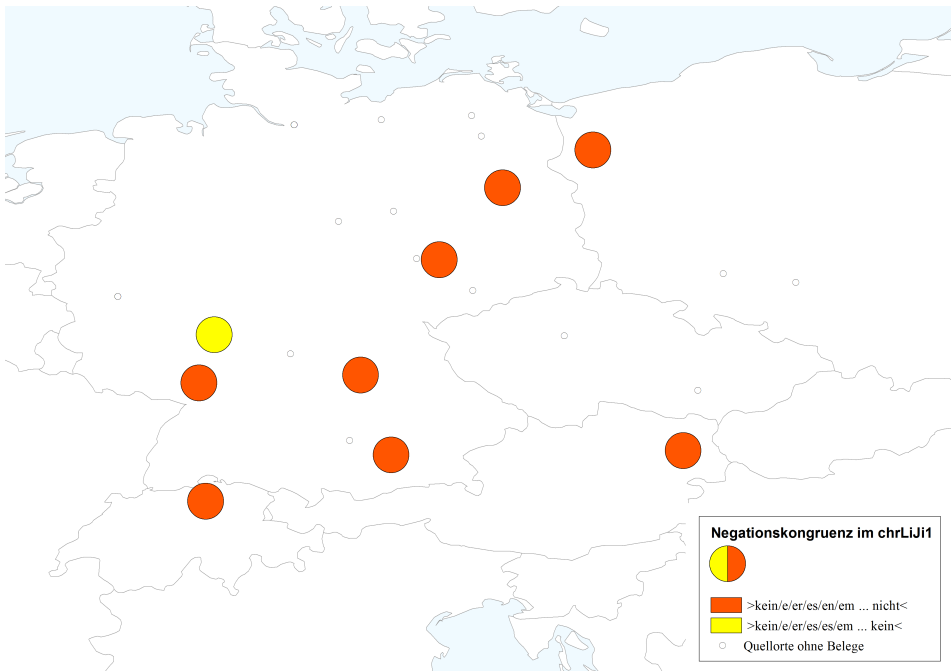 Negationskongruenz im chrLiJi1
>kein/e/er/es/en/em ... nicht<
>kein/e/er/es/es/em ... kein<
Quellorte ohne Belege